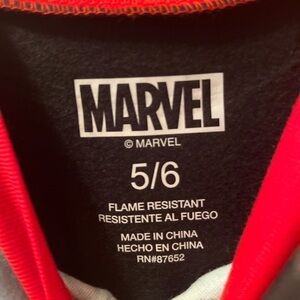 MARVEL
© MARVEL
5/6
FLAME RESISTANT
RESISTENTE AL FUEGO
MADE IN CHINA
HECHO EN CHINA
RN#87652